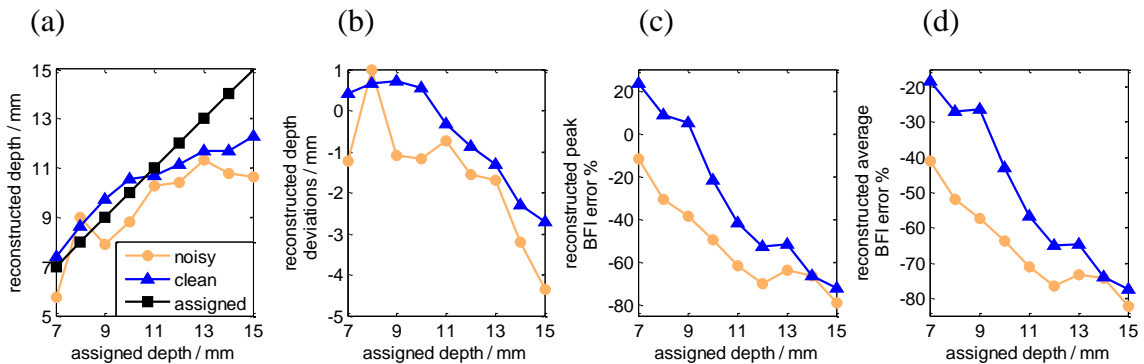 (a)
(b)
(c)
(d)
reconstructed depth / mm
15
13
11
9
7
5
7 9 11 13 15
assigned depth / mm
noisy
clean
assigned
reconstructed depth
deviations / mm
1
0
-1
-2
-3
-4
-5
7 9 11 13 15
assigned depth / mm
reconstructed peak
BFI error %
20
0
-20
-40
-60
-80
7 9 11 13 15
assigned depth / mm
reconstructed average
BFI error %
-20
-30
-40
-50
-60
-70
-80
7 9 11 13 15
assigned depth / mm